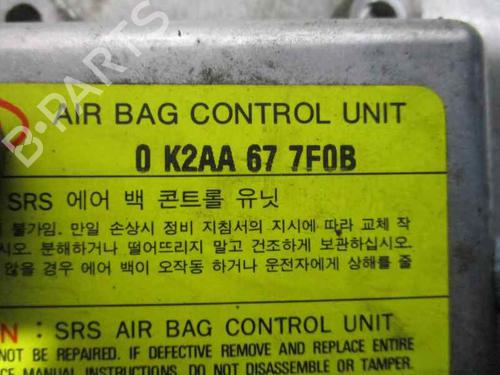 B-PARTS
AIR BAG CONTROL UNIT
0 K2AA 67 7F0B
SRS 에어 백 콘트롤 유닛
불가임. 만일 손상시 정비 지침서의 지시에 따라 교체 작
시오. 분해하거나 떨어뜨리지 말고 건조하게 보관하십시오.
않을 경우 에어 백이 오작동 하거나 운전자에게 상해를 줄
N : SRS AIR BAG CONTROL UNIT
NOT BE REPAIRED. IF DEFECTIVE REMOVE AND REPLACE ENTIRE
CE MANUAL INSTRUCTIONS. DO NOT DISASSEMBLE OR TAMPER.